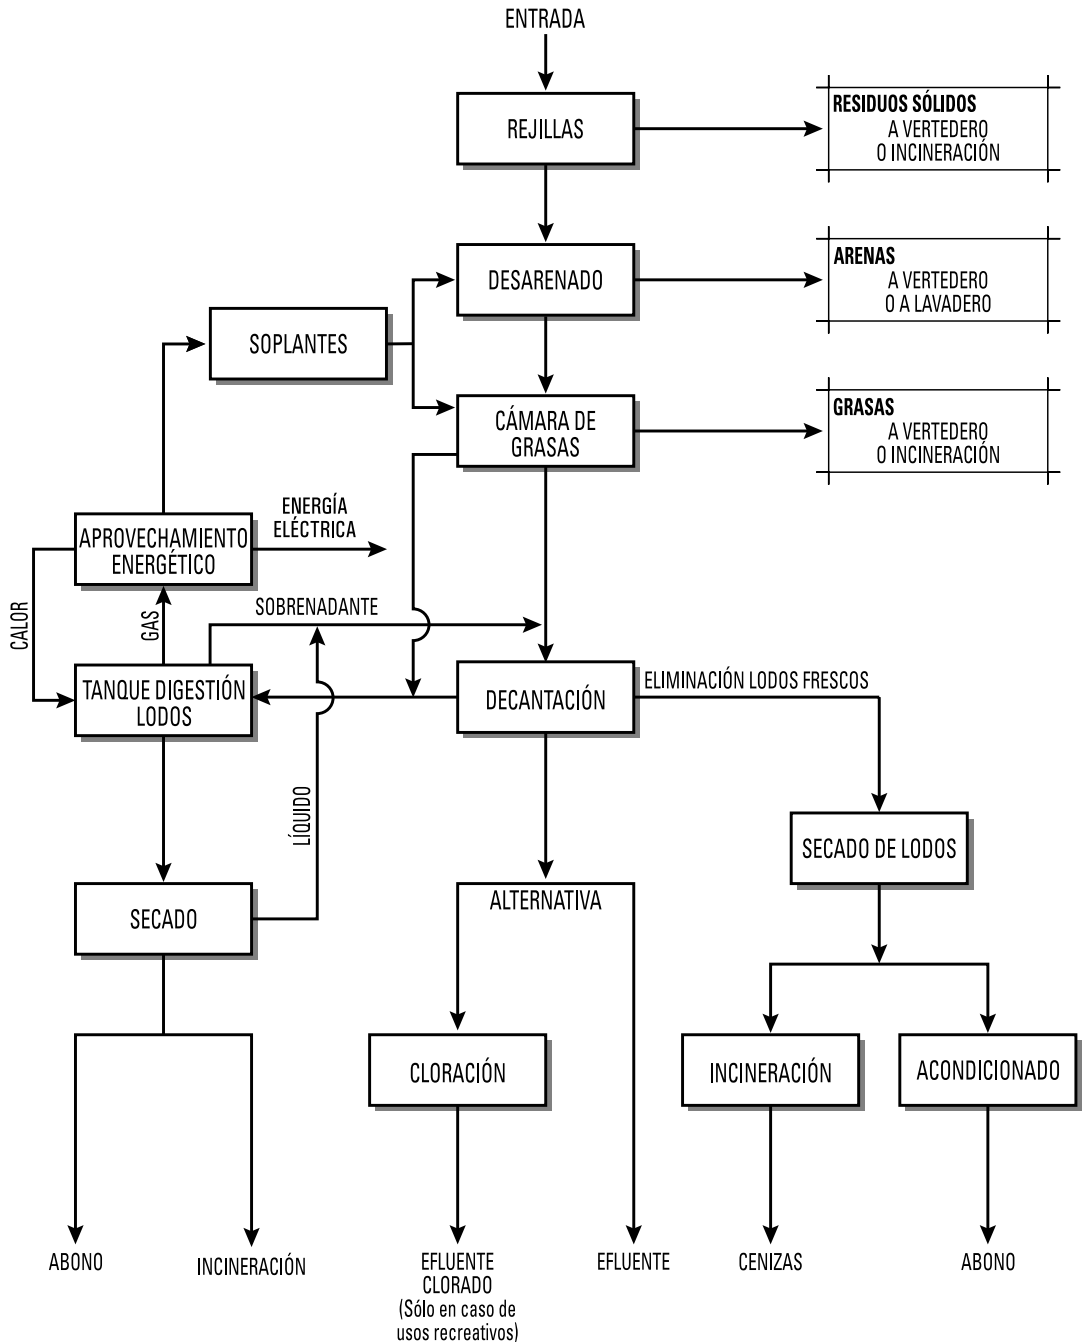 ENTRADA
REJILLAS
RESIDUOS SÓLIDOS
A VERTEDERO
O INCINERACIÓN
DESARENADO
ARENAS
A VERTEDERO
O A LAVADERO
SOPLANTES
CÁMARA DE
GRASAS
GRASAS
A VERTEDERO
O INCINERACIÓN
ENERGÍA
ELÉCTRICA
APROVECHAMIENTO
ENERGÉTICO
CALOR
GAS
SOBRENADANTE
TANQUE DIGESTIÓN
LODOS
DECANTACIÓN
ELIMINACIÓN LODOS FRESCOS
LÍQUIDO
SECADO DE LODOS
SECADO
ALTERNATIVA
CLORACIÓN
INCINERACIÓN
ACONDICIONADO
ABONO
INCINERACIÓN
EFLUENTE
CLORADO
(Sólo en caso de
usos recreativos)
EFLUENTE
CENIZAS
ABONO